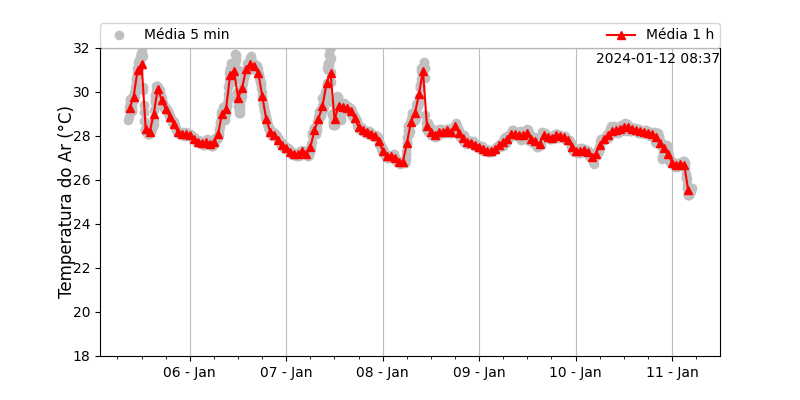 Média 5 min
Média 1 h
2024-01-12 08:37
Temperatura do Ar (°C)
32
30
28
26
24
22
20
18
06 - Jan
07 - Jan
08 - Jan
09 - Jan
10 - Jan
11 - Jan